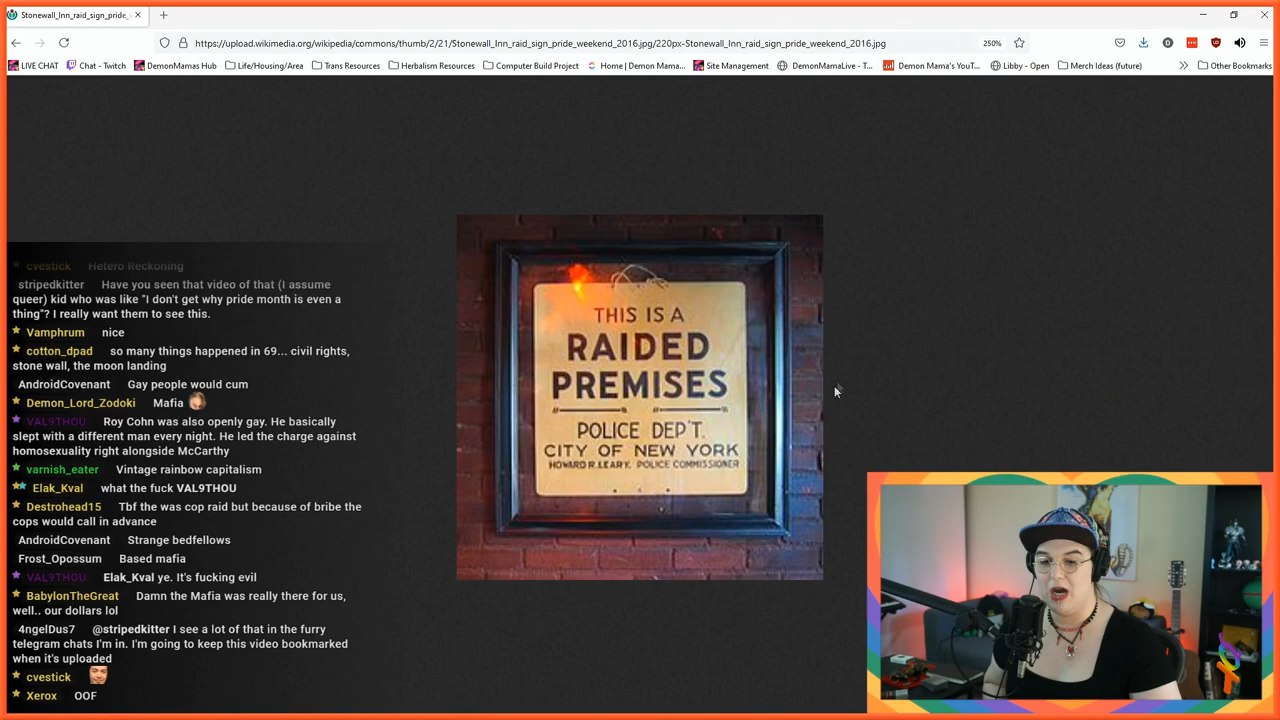 Stonewall_Inn_raid_sign_pride_
https://upload.wikimedia.org/wikipedia/commons/thumb/2/21/Stonewall_Inn_raid_sign_pride_weekend_2016.jpg/220px-Stonewall_Inn_raid_sign_pride_weekend_2016.jpg
250%
LIVE CHAT
Chat - Twitch
DemonMamas Hub
Life/Housing/Area
Trans Resources
Herbalism Resources
Computer Build Project
Home | Demon Mama...
Site Management
DemonMamaLive - T...
Demon Mama's YouT...
Libby - Open
Merch Ideas (future)
Other Bookmarks
THIS IS A
RAIDED
PREMISES
POLICE DEP'T.
CITY OF NEW YORK
HOWARD R. LEARY, POLICE COMMISSIONER
cvestick Hetero Reckoning
stripedkitter Have you seen that video of that (I assume
queer) kid who was like "I don't get why pride month is even a
thing"? I really want them to see this.
Vamphrum nice
cotton_dpad so many things happened in 69... civil rights,
stone wall, the moon landing
AndroidCovenant Gay people would cum
Demon_Lord_Zodoki Mafia
VAL9THOU Roy Cohn was also openly gay. He basically
slept with a different man every night. He led the charge against
homosexuality right alongside McCarthy
varnish_eater Vintage rainbow capitalism
Elak_Kval what the fuck VAL9THOU
Destrohead15 Tbf the was cop raid but because of bribe the
cops would call in advance
AndroidCovenant Strange bedfellows
Frost_Opossum Based mafia
VAL9THOU Elak_Kval ye. It's fucking evil
BabylonTheGreat Damn the Mafia was really there for us,
well.. our dollars lol
4ngelDus7 @stripedkitter I see a lot of that in the furry
telegram chats I'm in. I'm going to keep this video bookmarked
when it's uploaded
cvestick
Xerox OOF